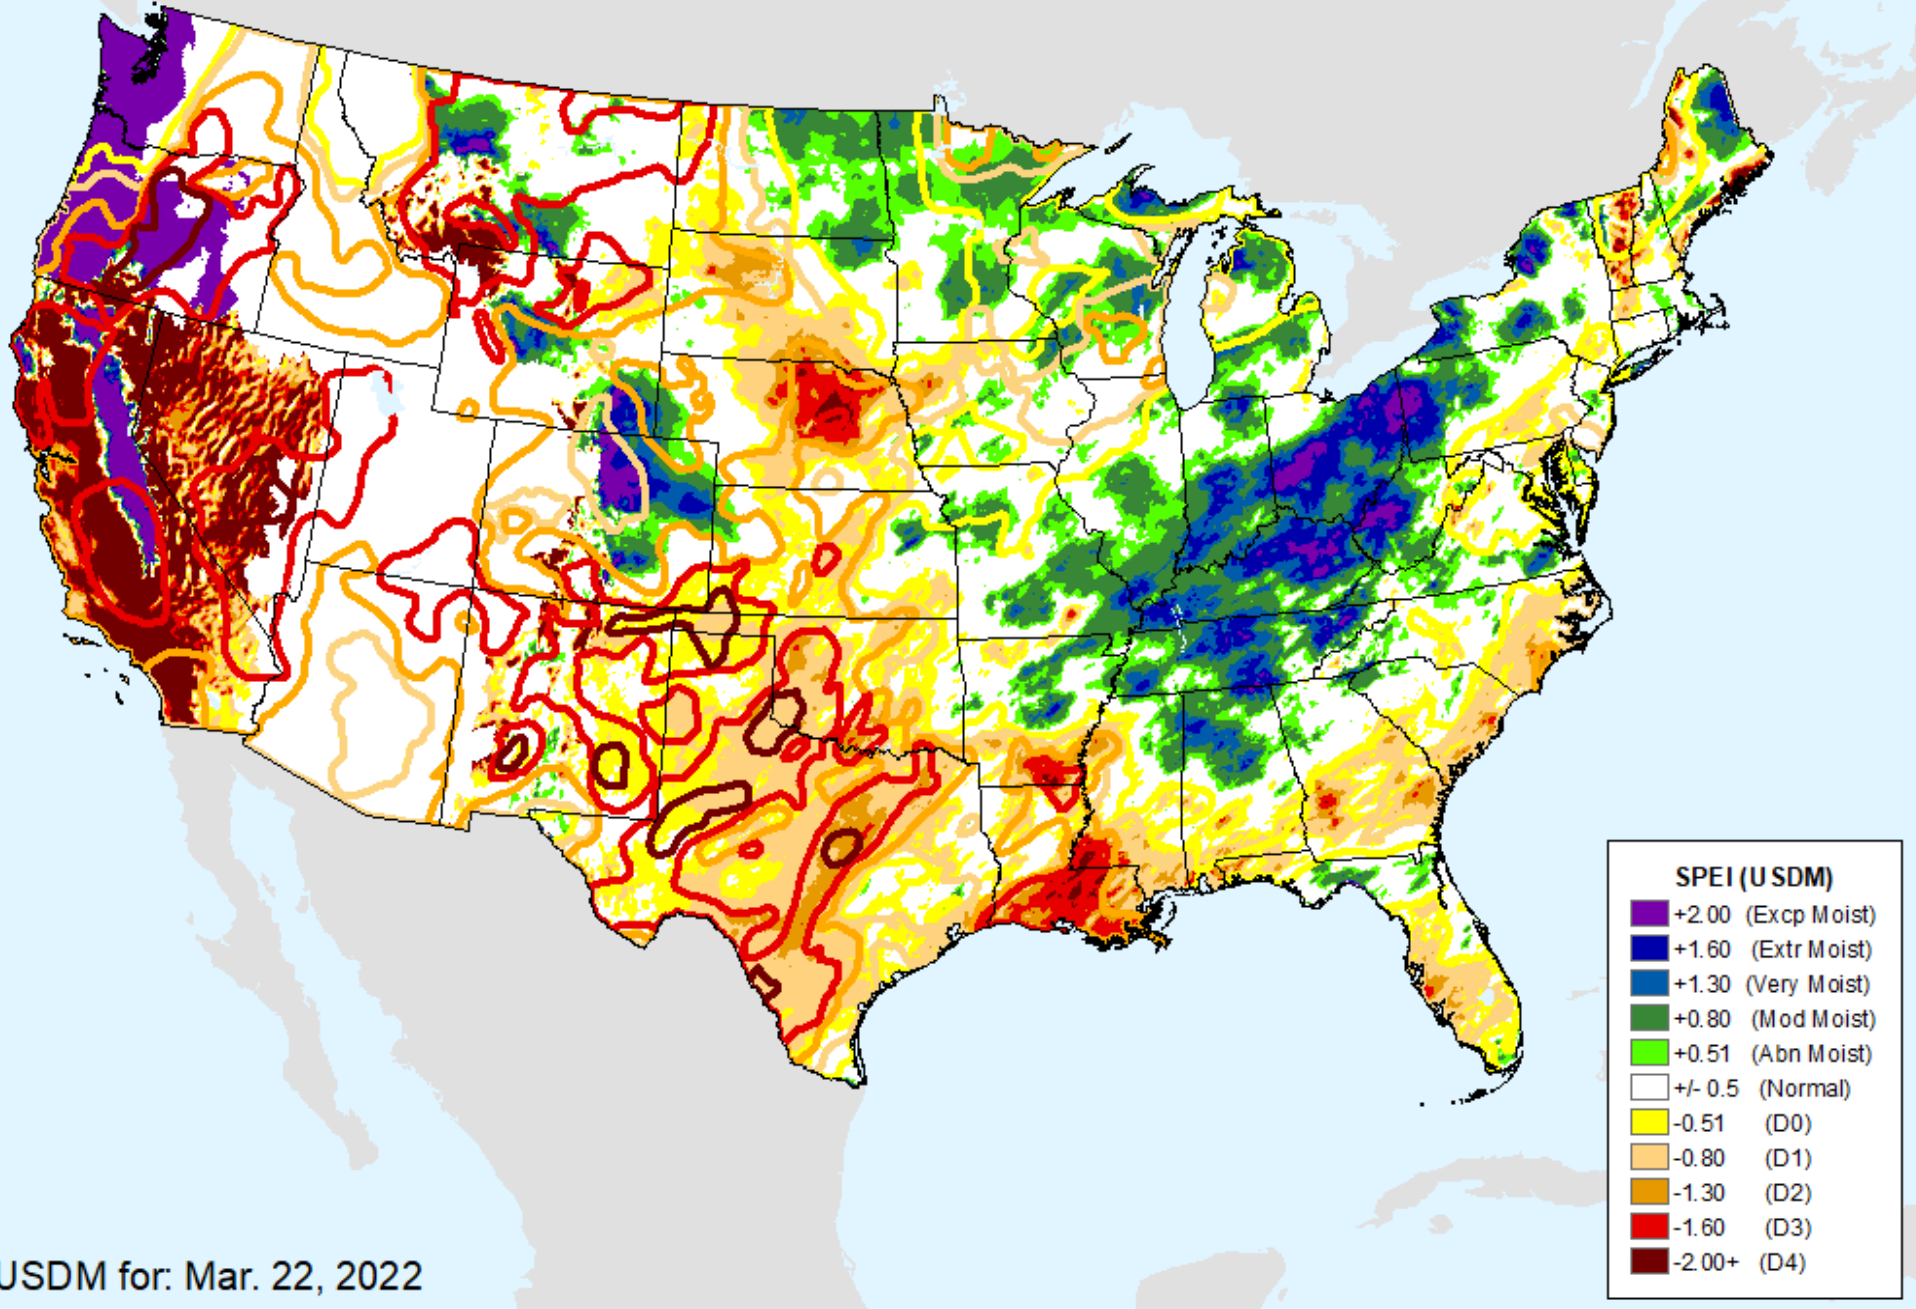 SPEI (USDM)
+2.00 (Excp Moist)
+1.60 (Extr Moist)
+1.30 (Very Moist)
+0.80 (Mod Moist)
+0.51 (Abn Moist)
+/- 0.5 (Normal)
-0.51 (D0)
-0.80 (D1)
-1.30 (D2)
-1.60 (D3)
-2.00+ (D4)
USDM for: Mar. 22, 2022